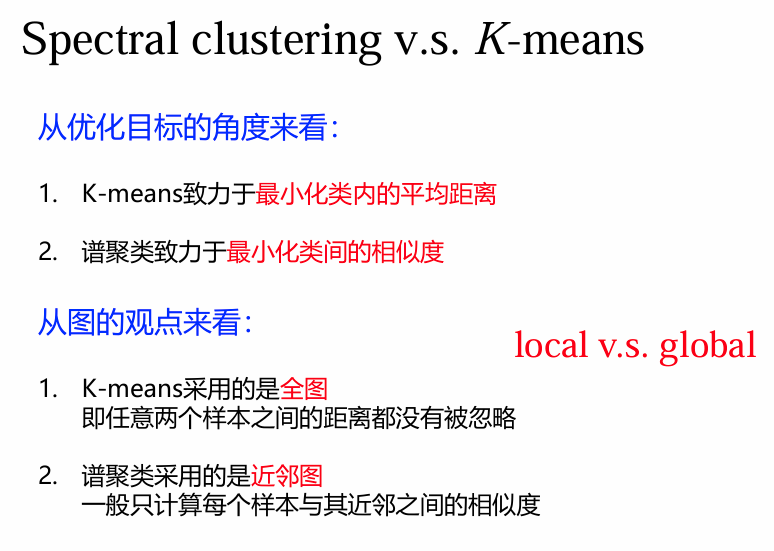 Spectral clustering v.s. K-means
从优化目标的角度来看：
1. K-means致力于最小化类内的平均距离
2. 谱聚类致力于最小化类间的相似度
从图的观点来看：
local v.s. global
1. K-means采用的是全图
即任意两个样本之间的距离都没有被忽略
2. 谱聚类采用的是近邻图
一般只计算每个样本与其近邻之间的相似度